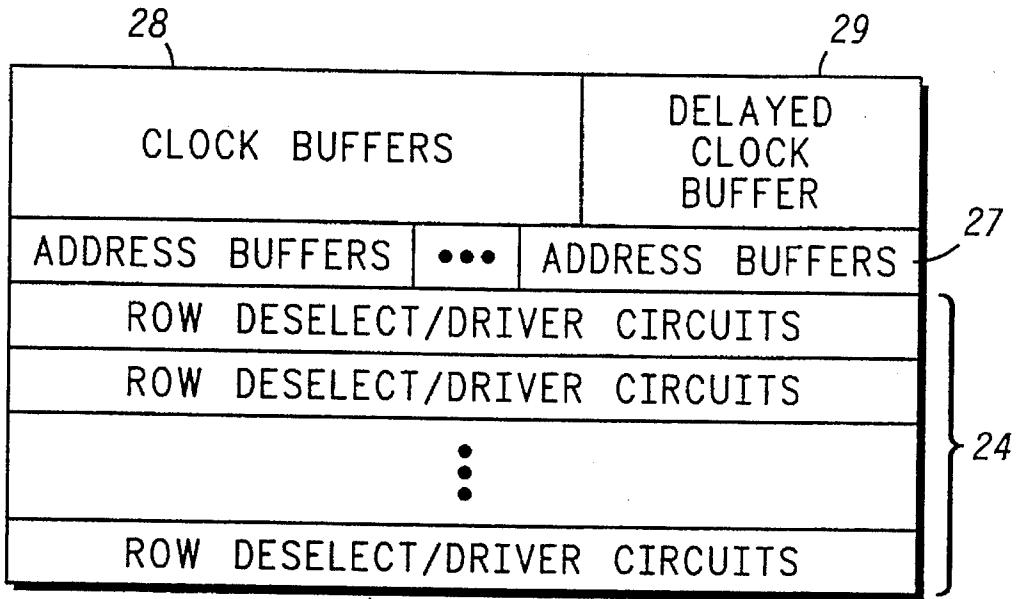 28
29
CLOCK BUFFERS
DELAYED
CLOCK
BUFFER
27
ADDRESS BUFFERS ••• ADDRESS BUFFERS
ROW DESELECT/DRIVER CIRCUITS
ROW DESELECT/DRIVER CIRCUITS
24
ROW DESELECT/DRIVER CIRCUITS